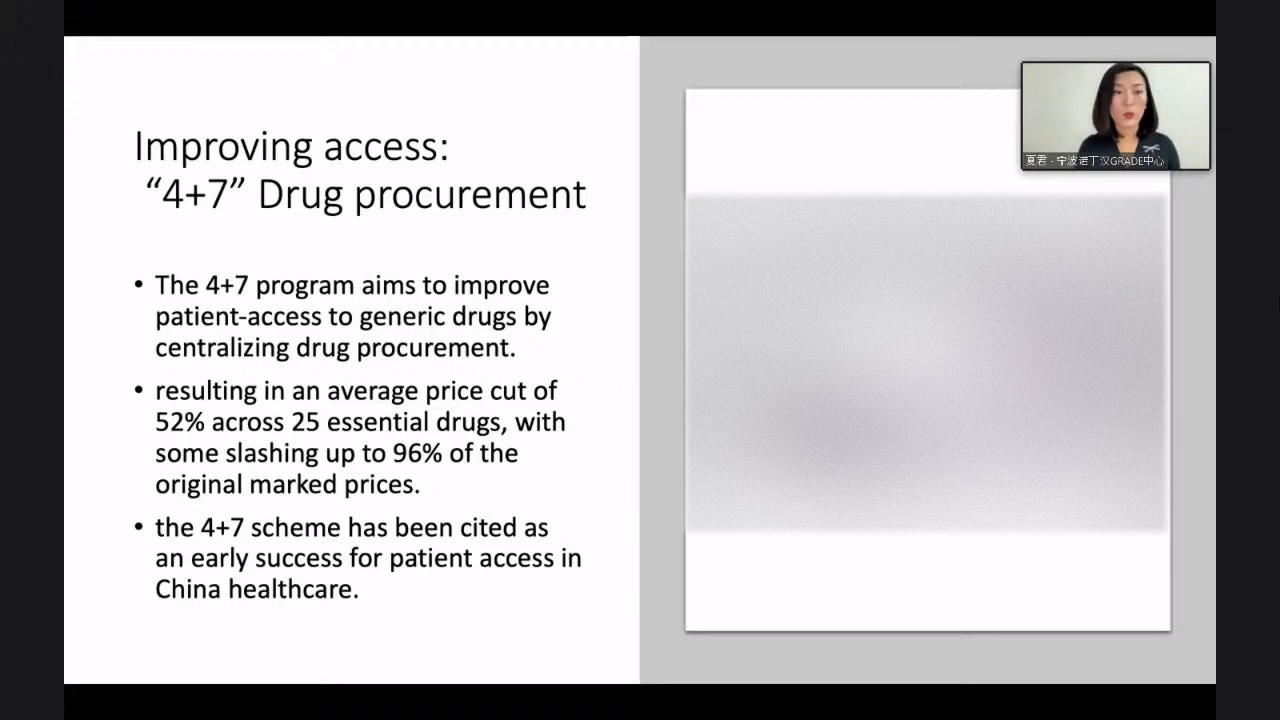 Improving access:
“4+7” Drug procurement
• The 4+7 program aims to improve
patient-access to generic drugs by
centralizing drug procurement.
• resulting in an average price cut of
52% across 25 essential drugs, with
some slashing up to 96% of the
original marked prices.
• the 4+7 scheme has been cited as
an early success for patient access in
China healthcare.
夏君 - 宁波诺丁汉GRADE中心